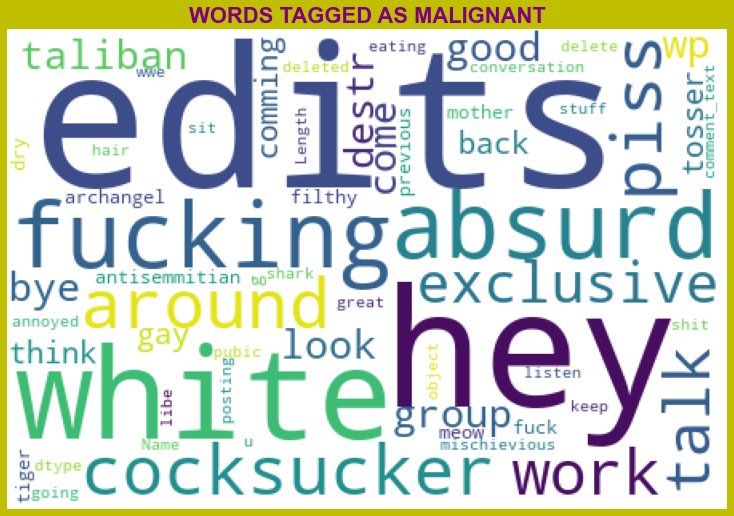 WORDS TAGGED AS MALIGNANT
taliban
wwe
edits
comming
deleted
Length
eating
destr
come
good
conversation
delete
wp
piss
tosser
comment_text
dry
hair
sit
previous
mother
back
stuff
archangel
filthy
fucking
absurd
bye
antisemmitian
shark
exclusive
annoyed
around
great
hey
shit
think
gay
pubic
look
object
listen
talk
white
libe
posting
group
keep
meow
fuck
mischievious
Name
u
tiger
dtype
going
cocksucker
work